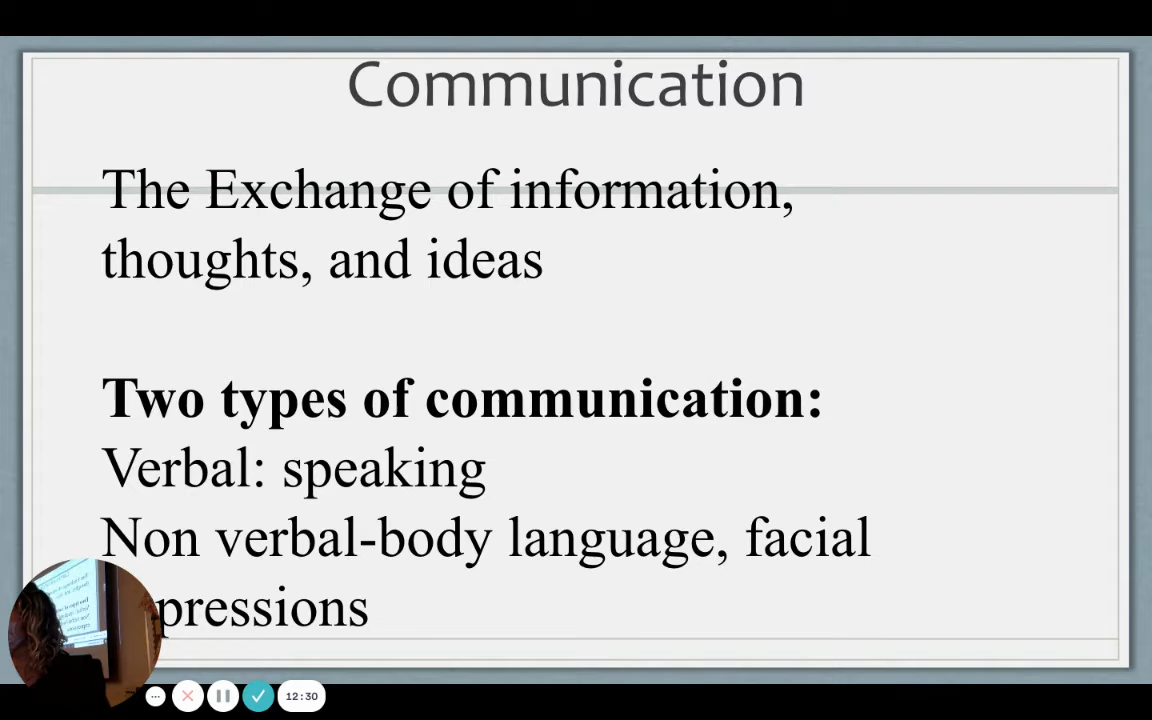 Communication
The Exchange of information,
thoughts, and ideas
Two types of communication:
Verbal: speaking
Non verbal-body language, facial
pressions
12:30